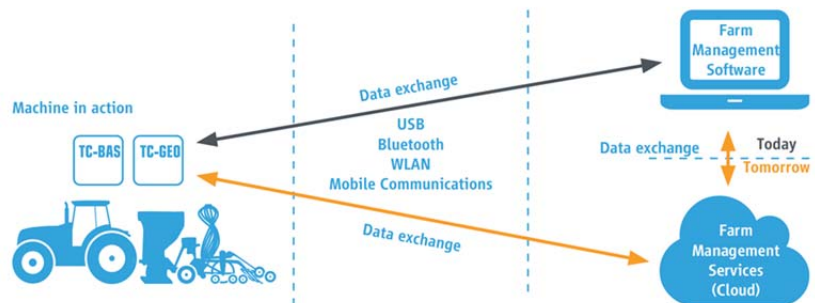 Machine in action
TC-BAS
TC-GEO
Data exchange
USB
Bluetooth
WLAN
Mobile Communications
Data exchange
Farm
Management
Software
Data exchange
Today
Tomorrow
Farm
Management
Services
(Cloud)